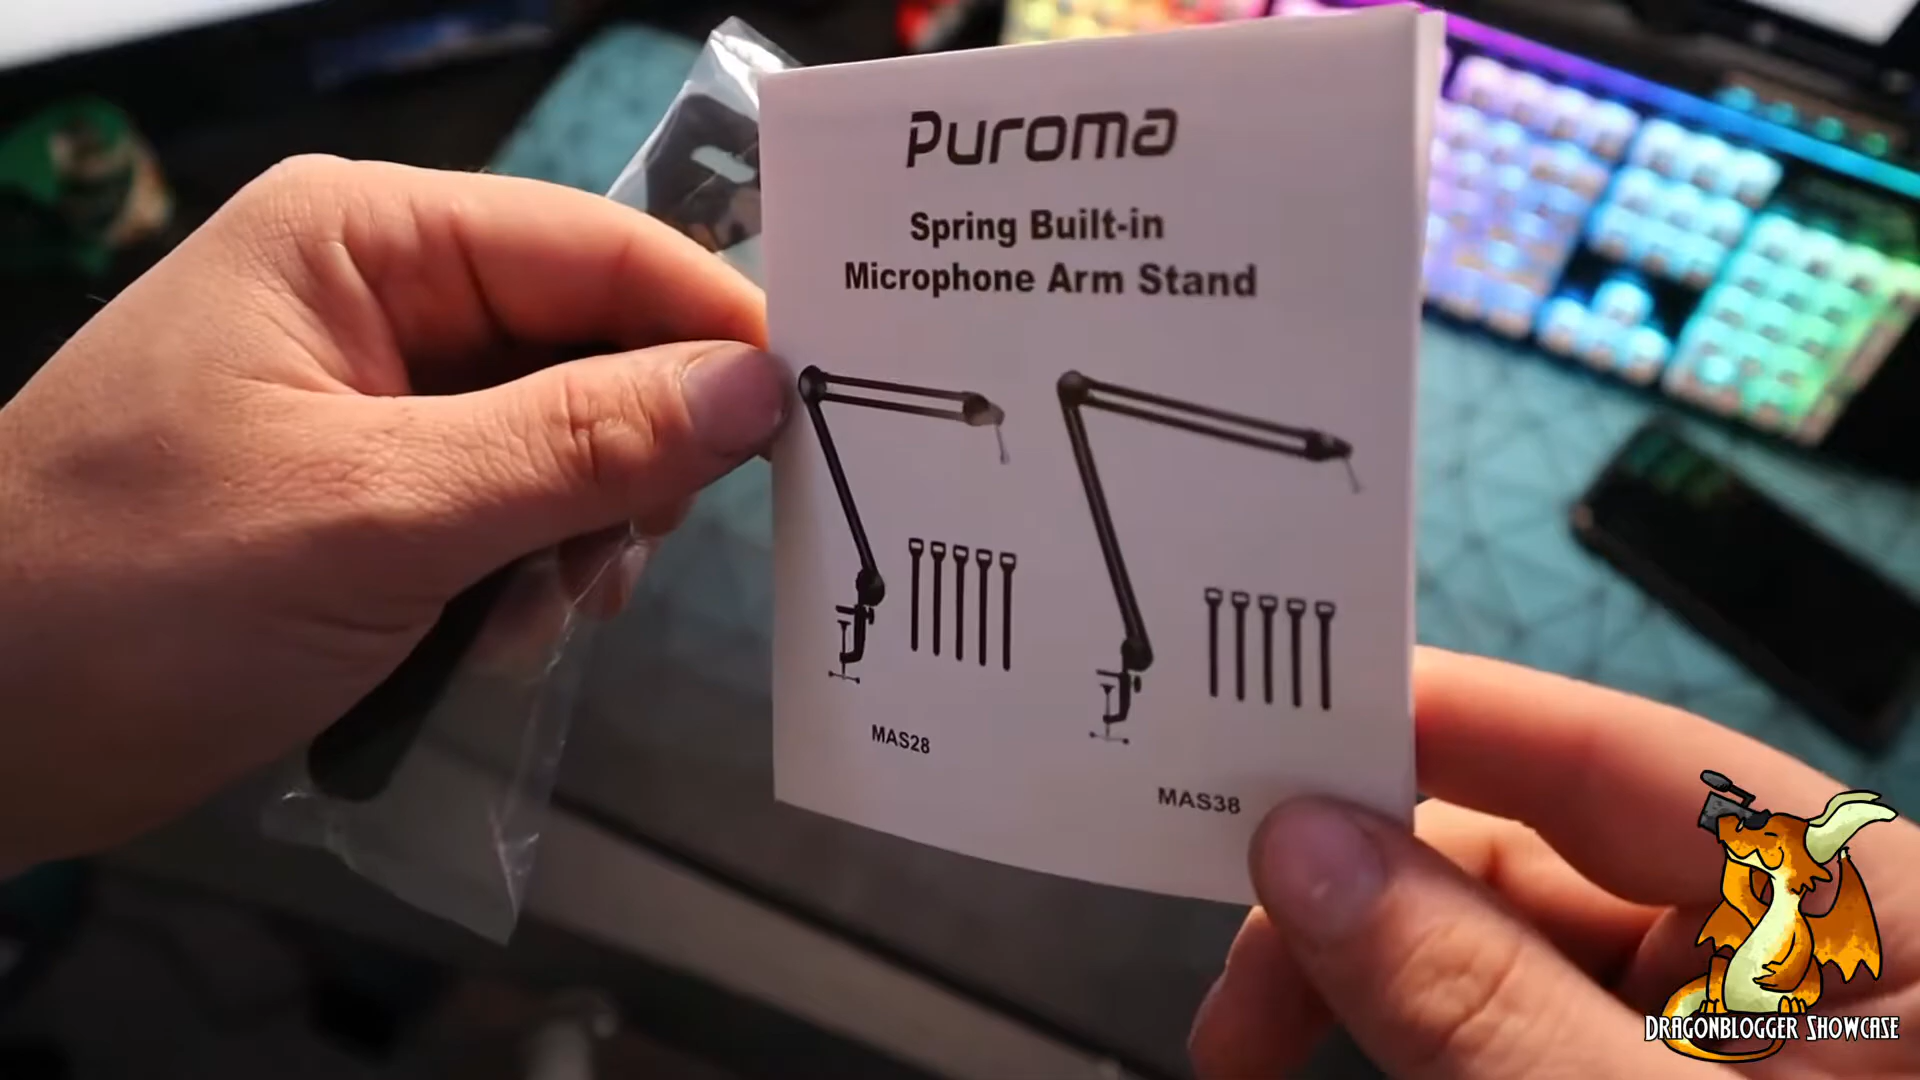 Puroma
Spring Built-in
Microphone Arm Stand
MAS28
MAS38
DRAGONBLOGGER SHOWCASE